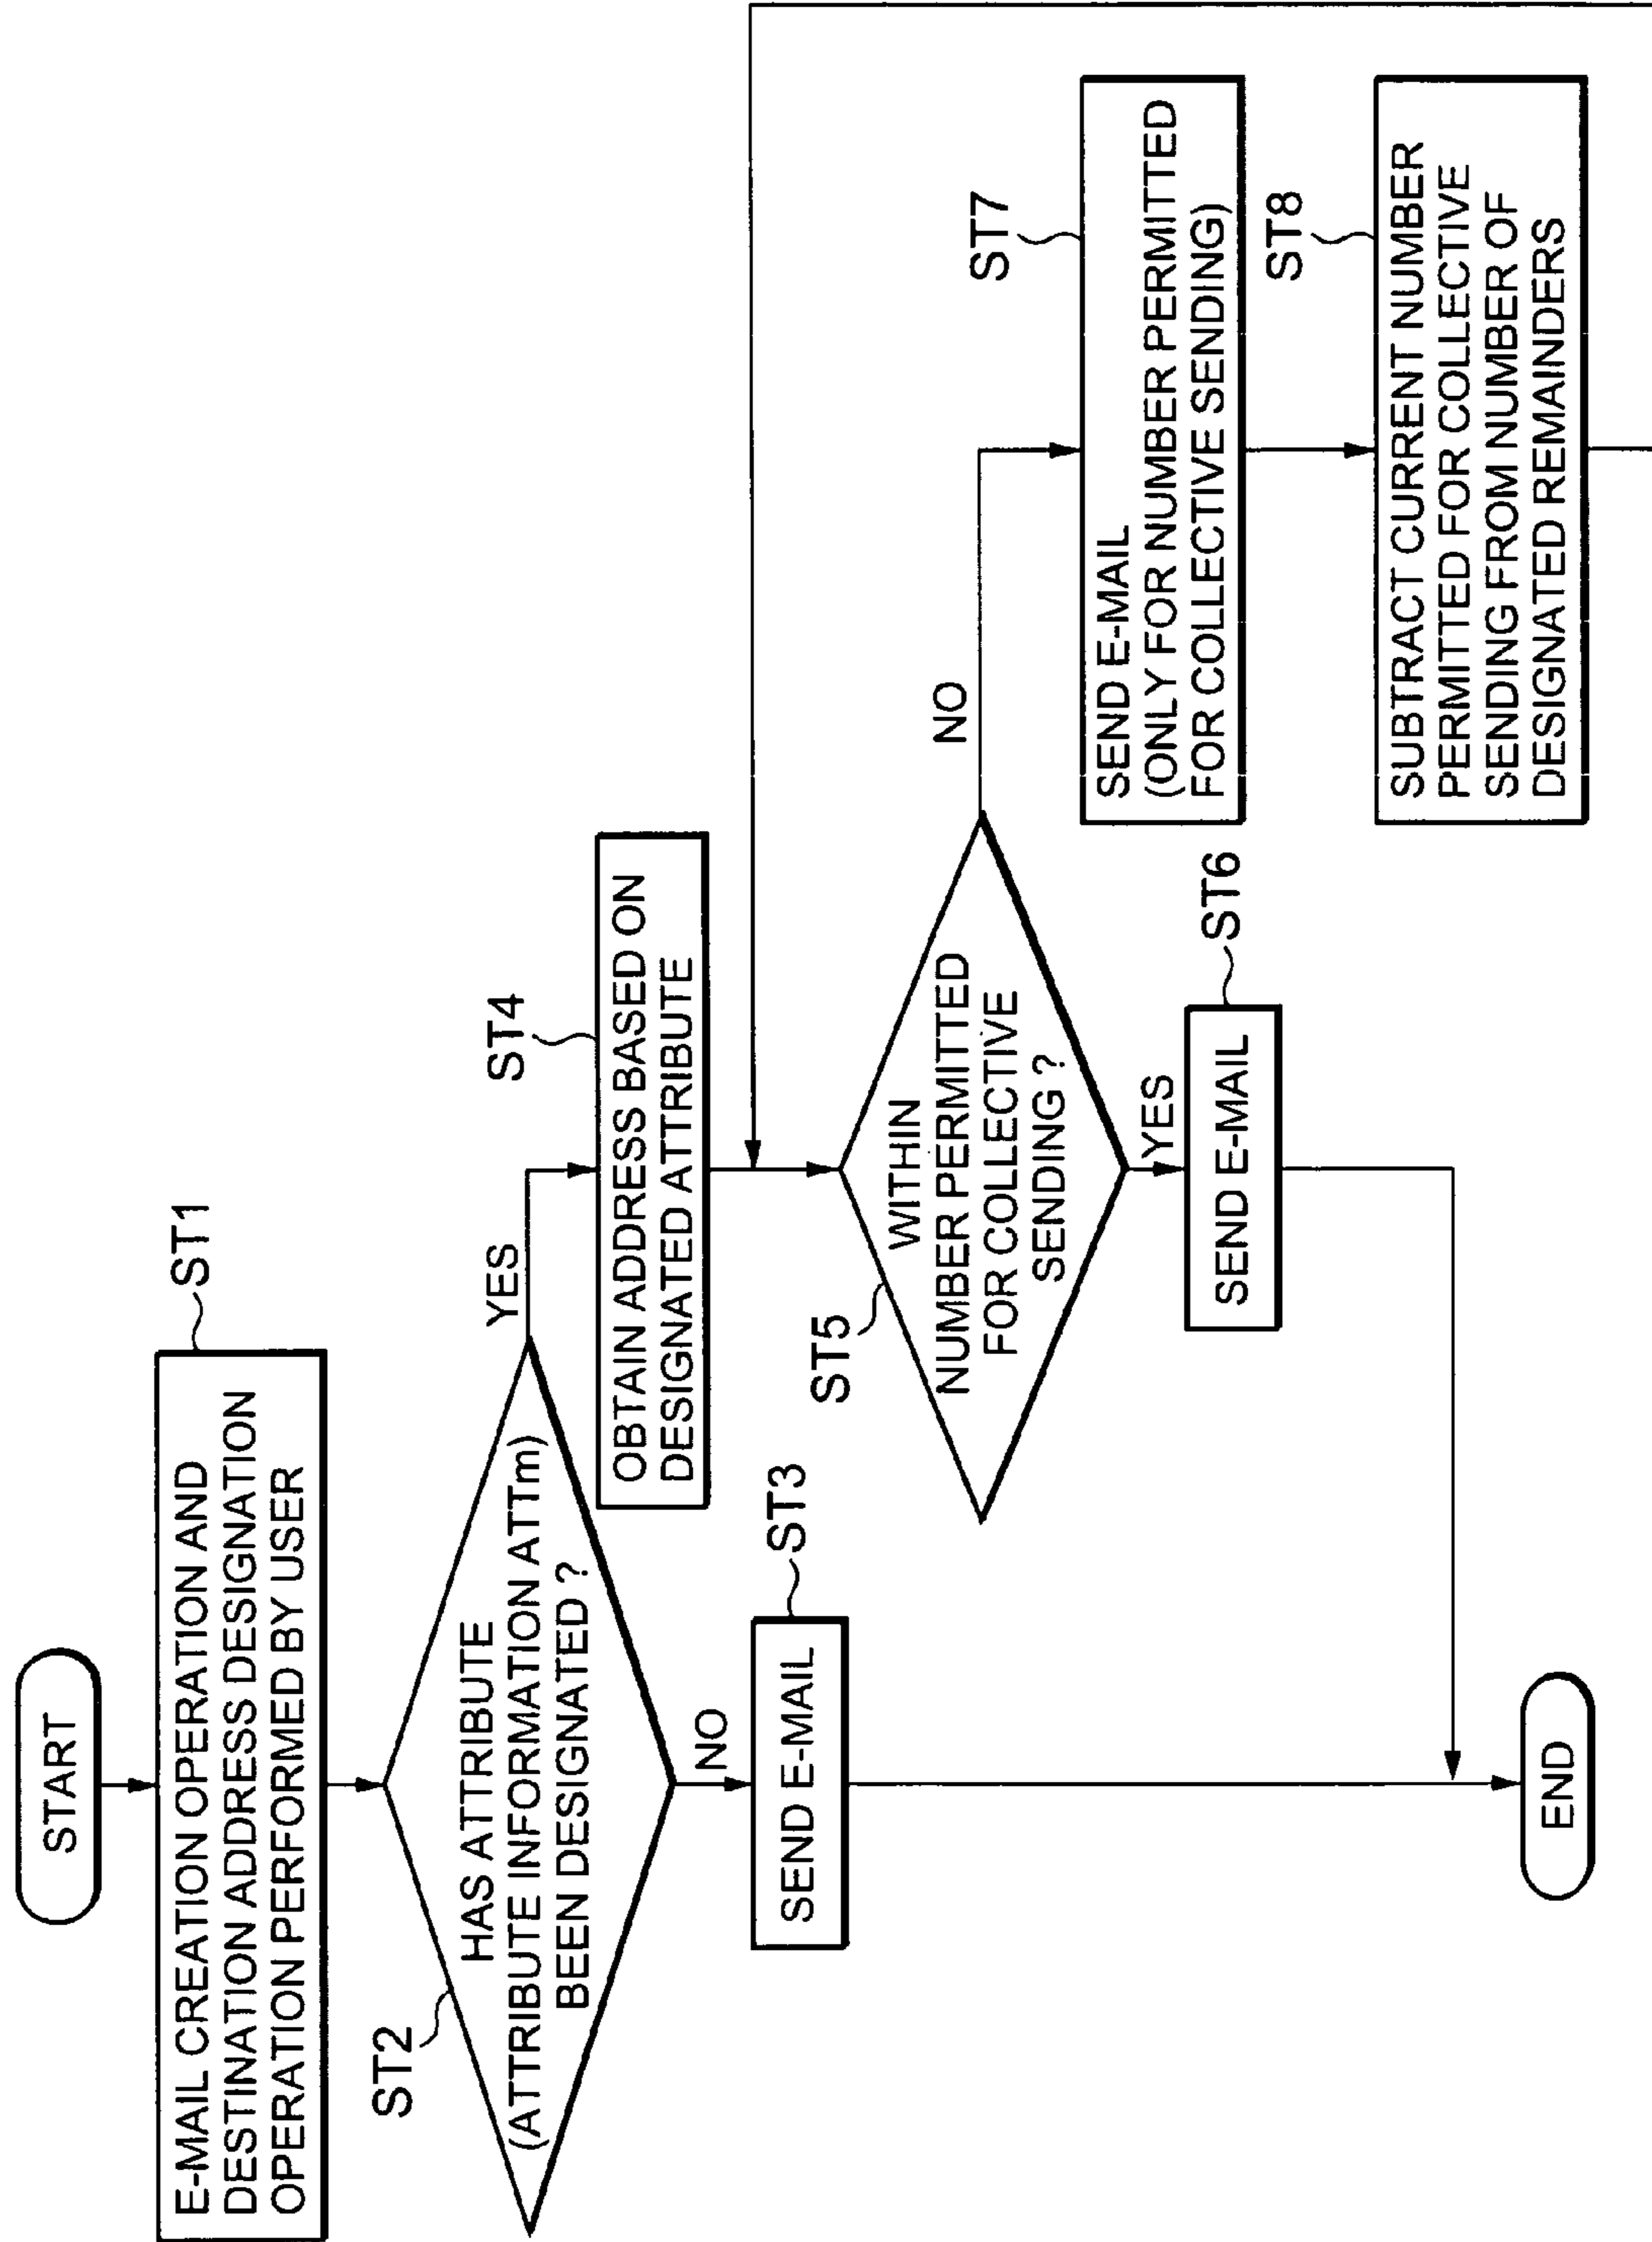 START
E-MAIL CREATION OPERATION AND
DESTINATION ADDRESS DESIGNATION
OPERATION PERFORMED BY USER
ST1
ST2
HAS ATTRIBUTE
(ATTRIBUTE INFORMATION ATTm)
BEEN DESIGNATED ?
YES
NO
ST3
SEND E-MAIL
ST4
OBTAIN ADDRESS BASED ON
DESIGNATED ATTRIBUTE
ST5
WITHIN
NUMBER PERMITTED
FOR COLLECTIVE
SENDING ?
NO
YES
ST6
SEND E-MAIL
ST7
SEND E-MAIL
(ONLY FOR NUMBER PERMITTED
FOR COLLECTIVE SENDING)
ST8
SUBTRACT CURRENT NUMBER
PERMITTED FOR COLLECTIVE
SENDING FROM NUMBER OF
DESIGNATED REMAINDERS
END